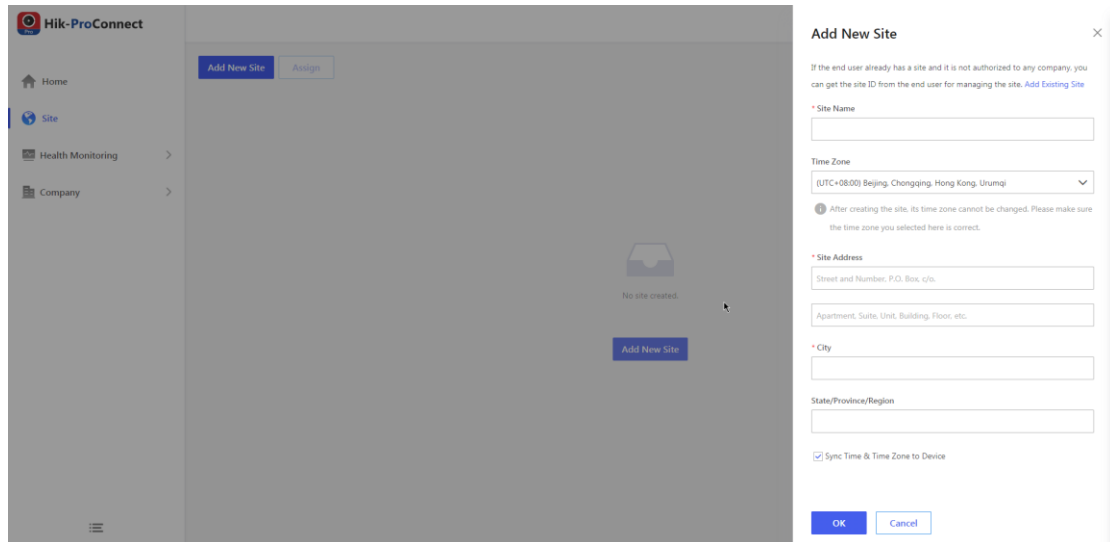 Hik-ProConnect
Pro
Home
Site
Health Monitoring
Company
Add New Site
Assign
No site created.
Add New Site
Add New Site
If the end user already has a site and it is not authorized to any company, you
can get the site ID from the end user for managing the site. Add Existing Site
* Site Name
Time Zone
(UTC+08:00) Beijing, Chongqing, Hong Kong, Urumqi
After creating the site, its time zone cannot be changed. Please make sure
the time zone you selected here is correct.
* Site Address
Street and Number, P.O. Box, c/o.
Apartment, Suite, Unit, Building, Floor, etc.
* City
State/Province/Region
Sync Time & Time Zone to Device
OK
Cancel